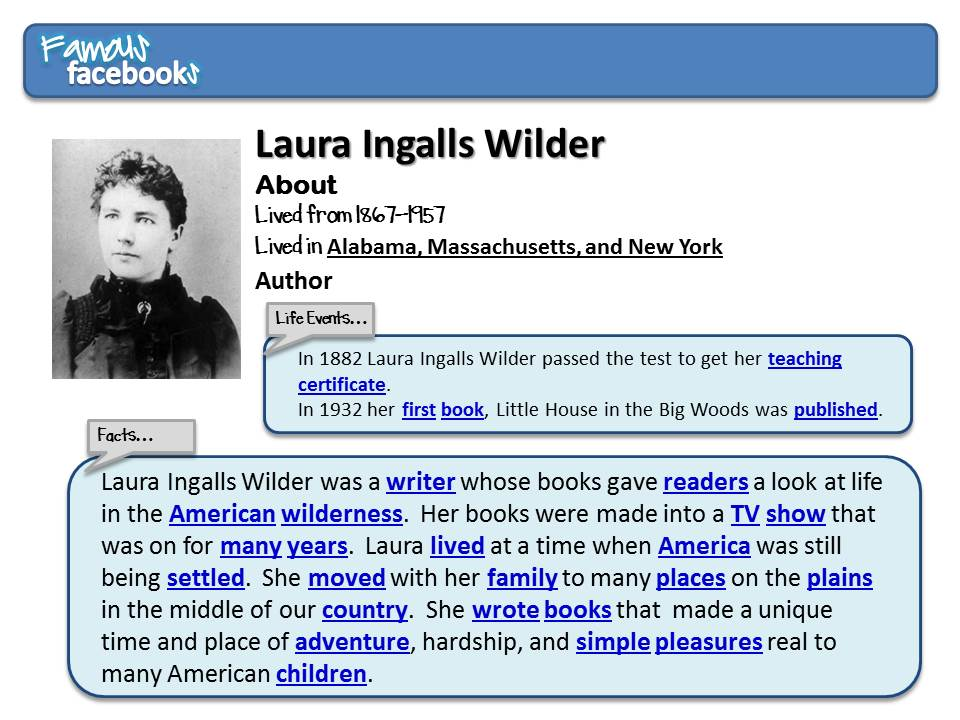 Famous
facebooks
Laura Ingalls Wilder
About
Lived from 1867-1957
Lived in Alabama, Massachusetts, and New York
Author
Life Events...
In 1882 Laura Ingalls Wilder passed the test to get her teaching
certificate.
In 1932 her first book, Little House in the Big Woods was published.
Facts...
Laura Ingalls Wilder was a writer whose books gave readers a look at life
in the American wilderness. Her books were made into a TV show that
was on for many years. Laura lived at a time when America was still
being settled. She moved with her family to many places on the plains
in the middle of our country. She wrote books that made a unique
time and place of adventure, hardship, and simple pleasures real to
many American children.